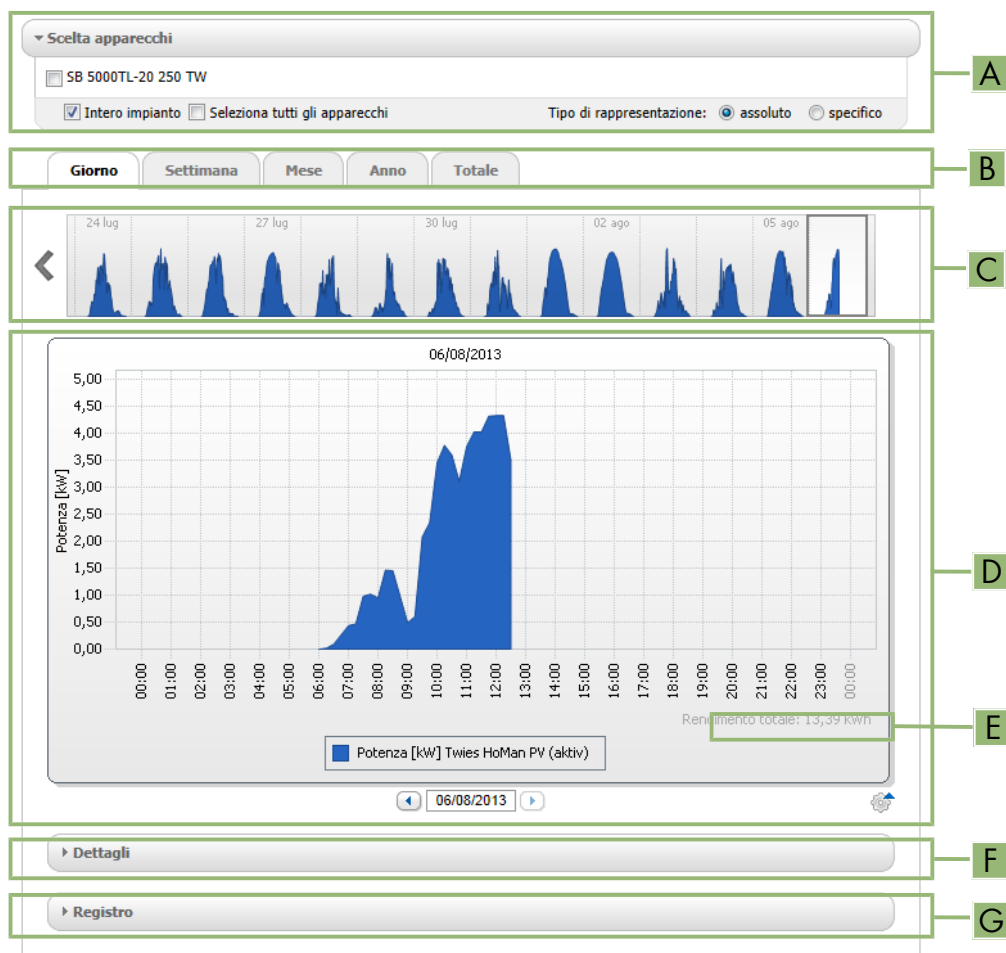 Scelta apparecchi
SB 5000TL-20 250 TW
Intero impianto Seleziona tutti gli apparecchi Tipo di rappresentazione: assoluto specifico
A
Giorno Settimana Mese Anno Totale
B
24 lug 27 lug 30 lug 02 ago 05 ago
C
06/08/2013
Potenza [kW]
5,00
4,50
4,00
3,50
3,00
2,50
2,00
1,50
1,00
0,50
0,00
D
00:00 01:00 02:00 03:00 04:00 05:00 06:00 07:00 08:00 09:00 10:00 11:00 12:00 13:00 14:00 15:00 16:00 17:00 18:00 19:00 20:00 21:00 22:00 23:00 00:00
Rendimento totale: 13,39 kWh
E
Potenza [kW] Twies HoMan PV (aktiv)
06/08/2013
Dettagli
F
Registro
G